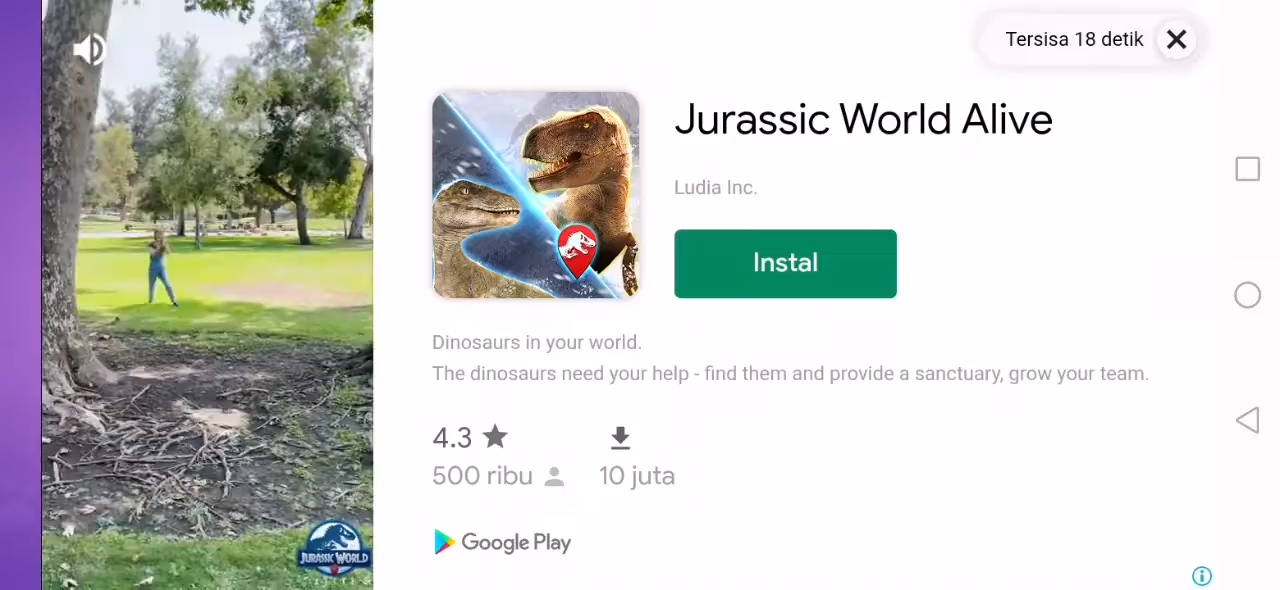 Tersisa 18 detik
Jurassic World Alive
Ludia Inc.
Instal
Dinosaurs in your world.
The dinosaurs need your help - find them and provide a sanctuary, grow your team.
4.3
500 ribu
10 juta
Google Play
JURASSIC WORLD